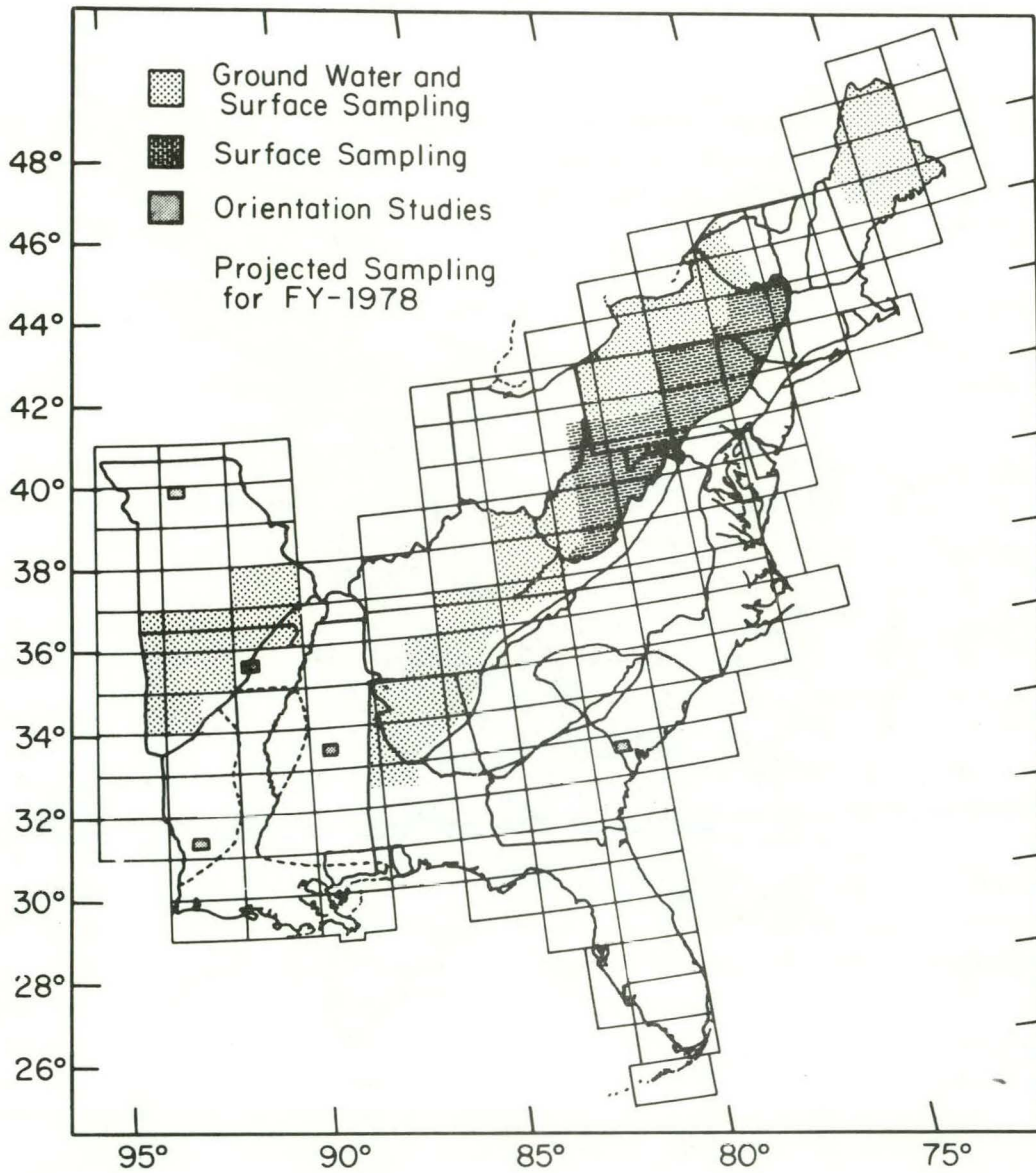 Ground Water and
Surface Sampling
Surface Sampling
Orientation Studies
Projected Sampling
for FY-1978
48°
46°
44°
42°
40°
38°
36°
34°
32°
30°
28°
26°
95° 90° 85° 80° 75°